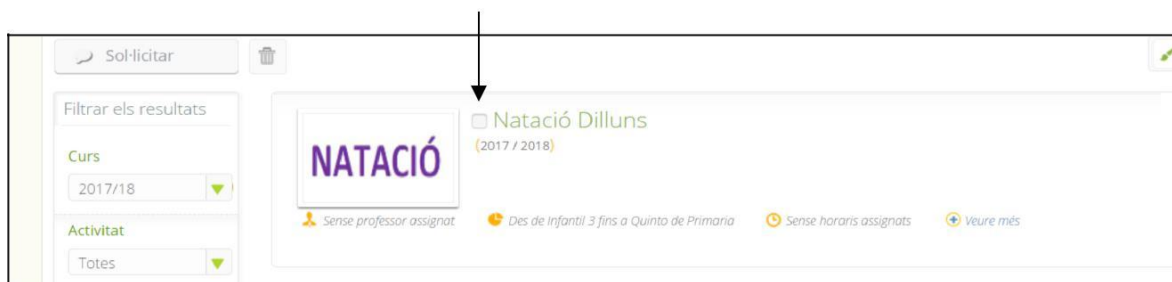 Sol·licitar
Filtrar els resultats
Curs
2017/18
Activitat
Totes
NATACIÓ
Natació Dilluns
(2017 / 2018)
Sense professor assignat
Des de Infantil 3 fins a Quinto de Primaria
Sense horaris assignats
Veure més